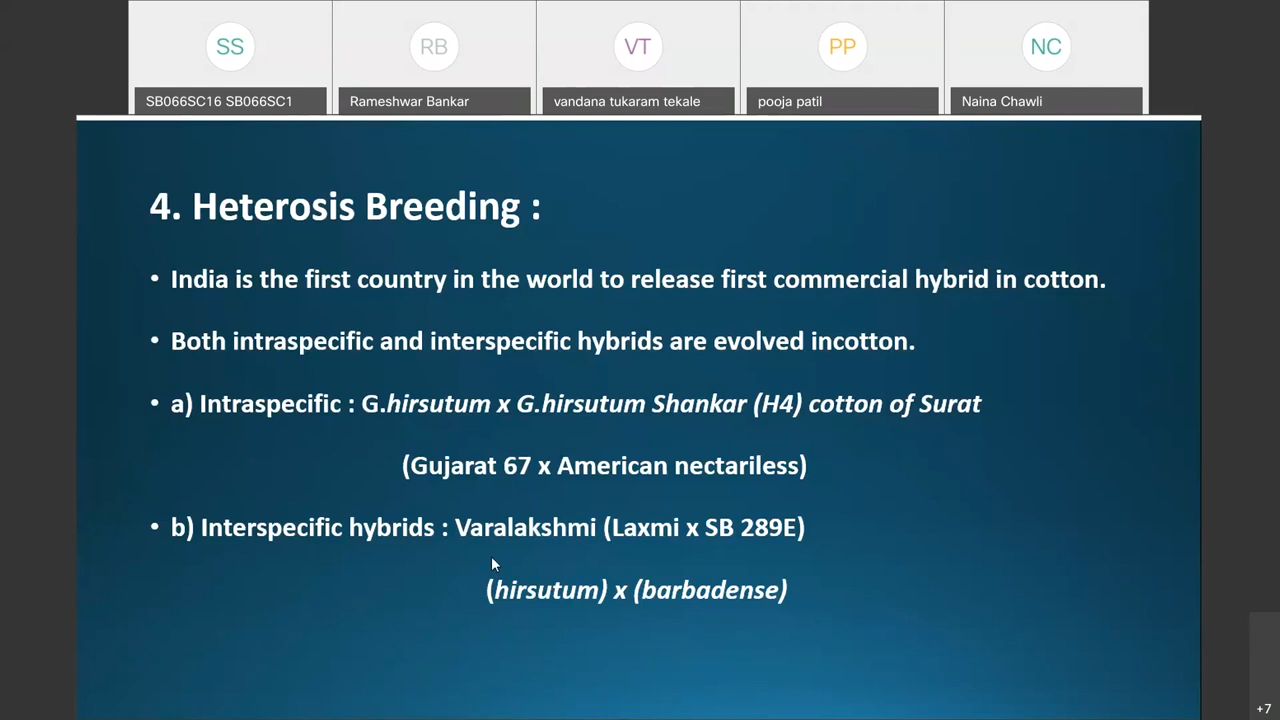 SS
RB
VT
PP
NC
SB066SC16 SB066SC1
Rameshwar Bankar
vandana tukaram tekale
pooja patil
Naina Chawli
4. Heterosis Breeding :
• India is the first country in the world to release first commercial hybrid in cotton.
• Both intraspecific and interspecific hybrids are evolved incotton.
• a) Intraspecific : G.hirsutum x G.hirsutum Shankar (H4) cotton of Surat
(Gujarat 67 x American nectariless)
• b) Interspecific hybrids : Varalakshmi (Laxmi x SB 289E)
(hirsutum) x (barbadense)
+7